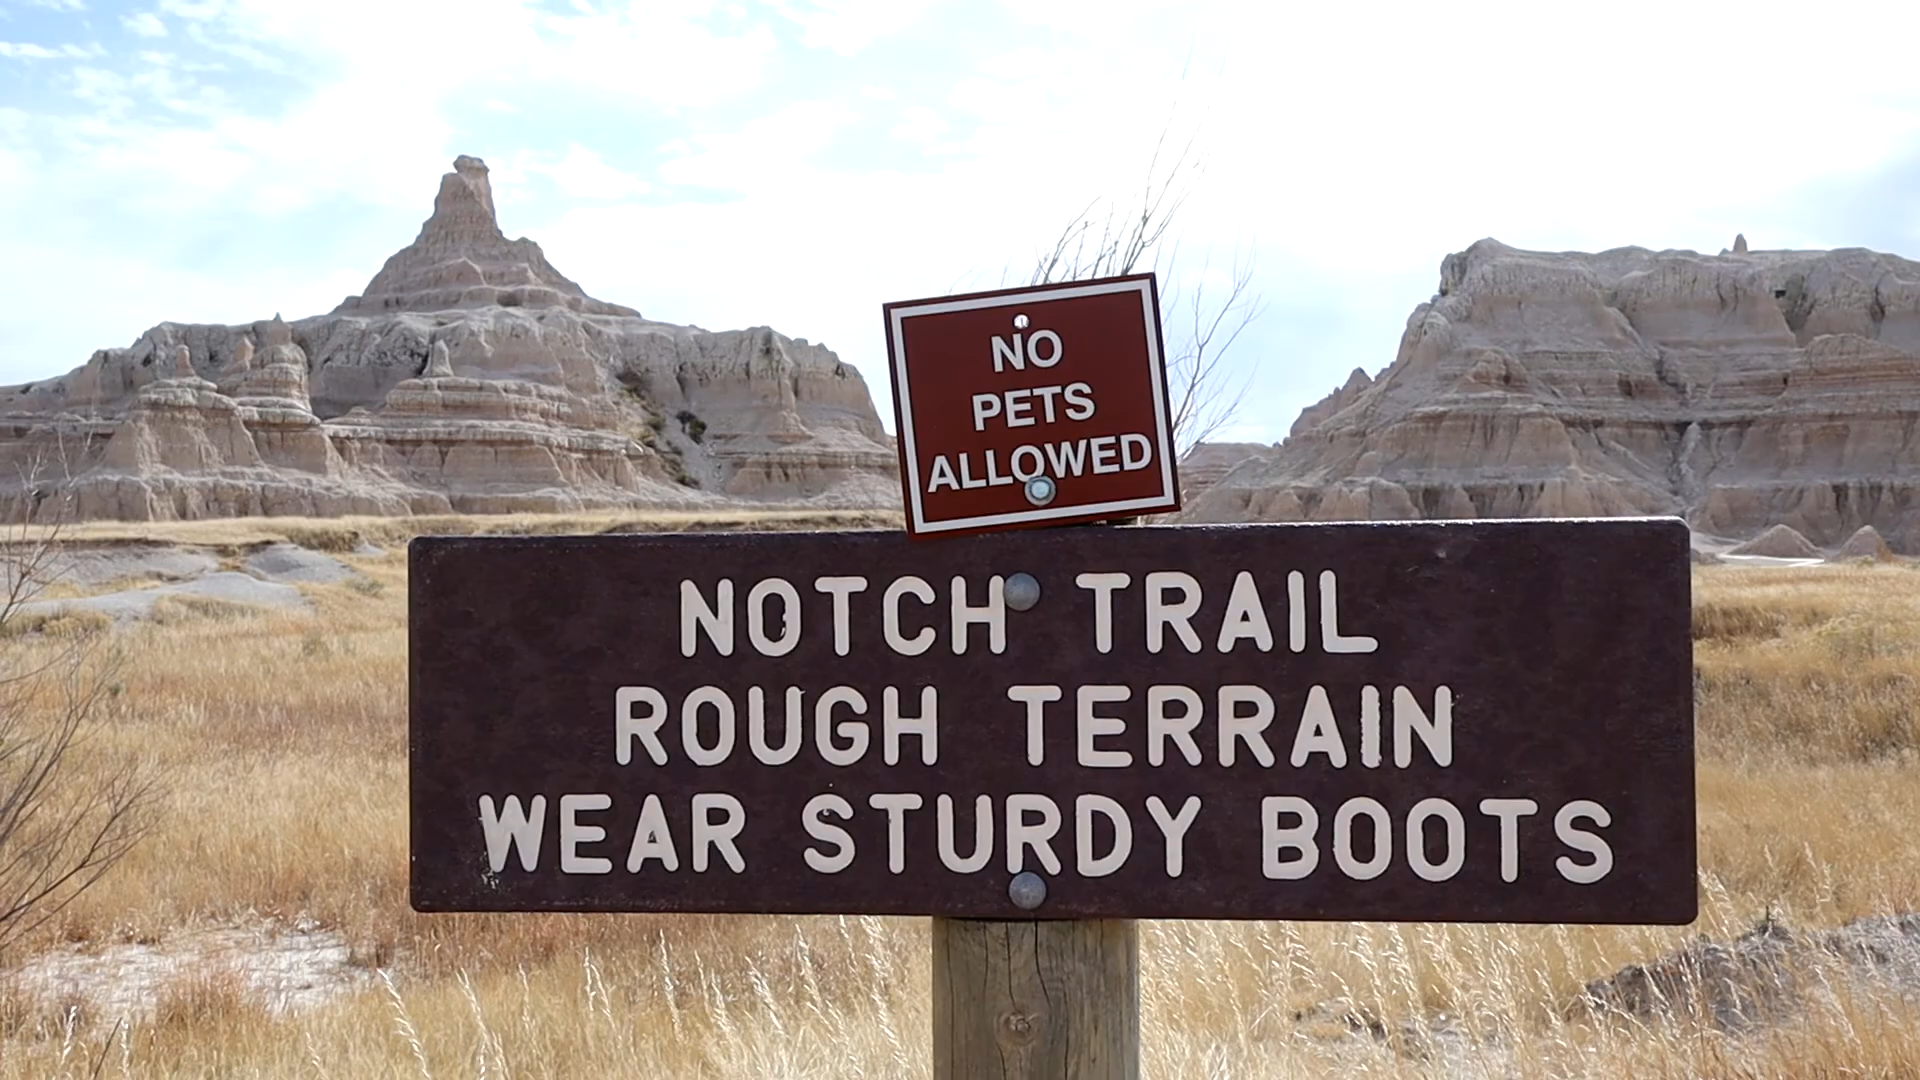 NO
PETS
ALLOWED
NOTCH TRAIL
ROUGH TERRAIN
WEAR STURDY BOOTS